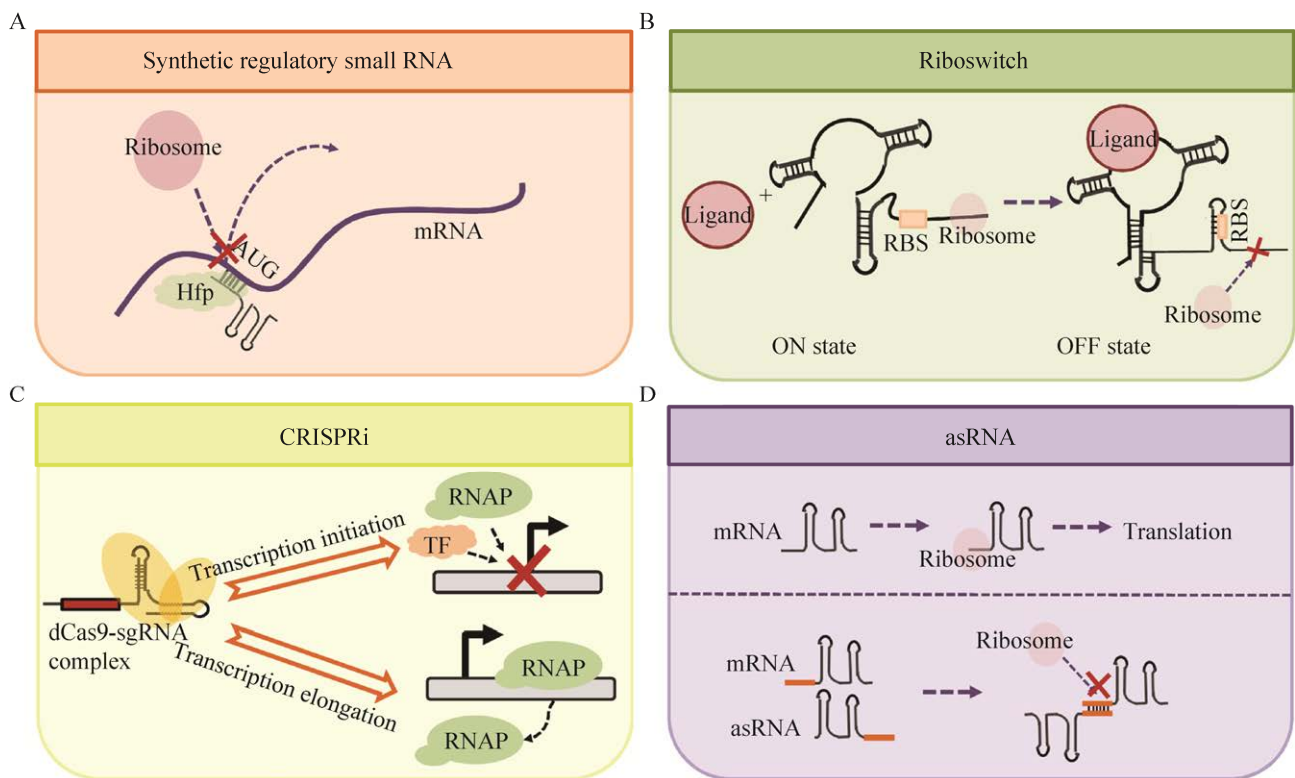 A
Synthetic regulatory small RNA
Ribosome
AUG
mRNA
Hfp
B
Riboswitch
Ligand
+
Ligand
RBS
Ribosome
RBS
Ribosome
ON state
OFF state
C
CRISPRi
Transcription initiation
RNAP
TF
dCas9-sgRNA
complex
Transcription elongation
RNAP
RNAP
D
asRNA
mRNA
Ribosome
Translation
Ribosome
mRNA
asRNA